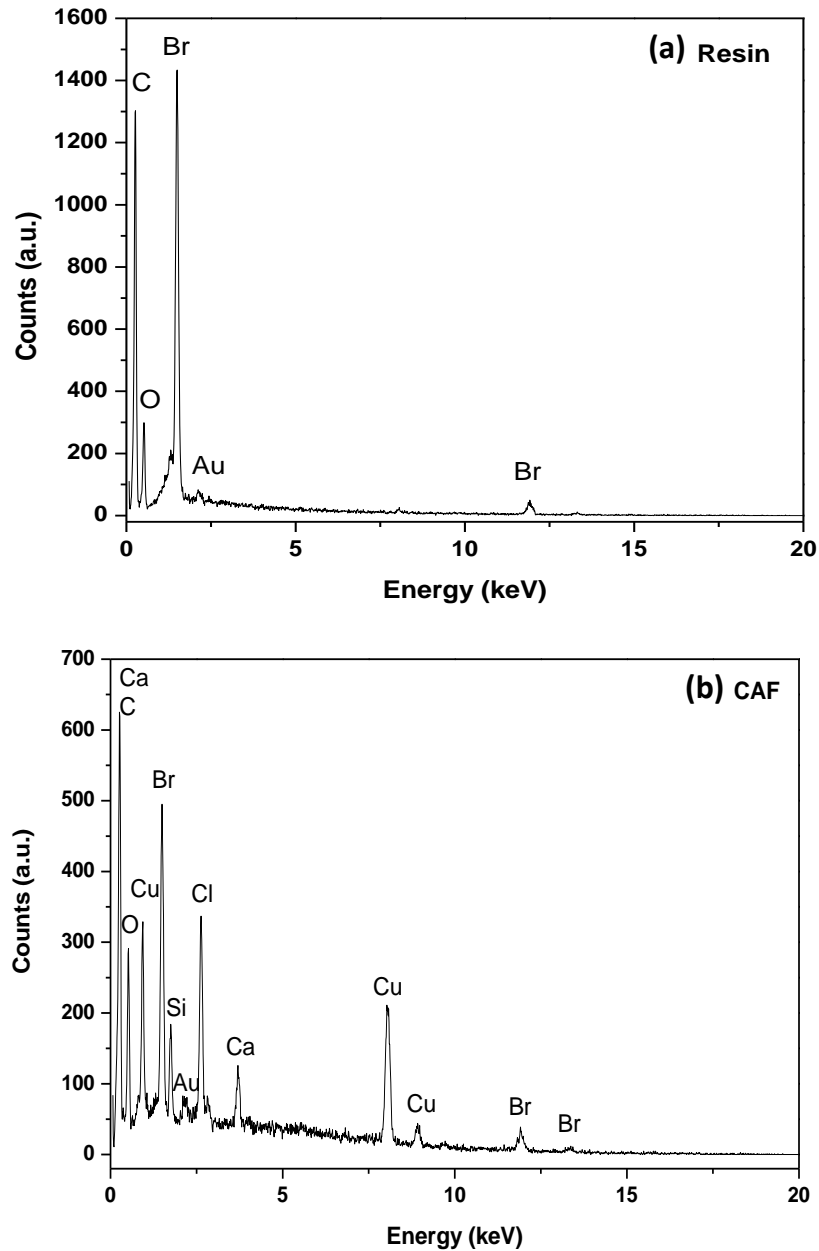 (a) Resin
1600
1400
1200
1000
800
600
400
200
0
Counts (a.u.)
C
Br
O
Au
Br
0 5 10 15 20
Energy (keV)
(b) CAF
700
600
500
400
300
200
100
0
Counts (a.u.)
Ca
C
Br
Cu
Cl
O
Si
Au
Ca
Cu
Cu
Br
Br
0 5 10 15 20
Energy (keV)